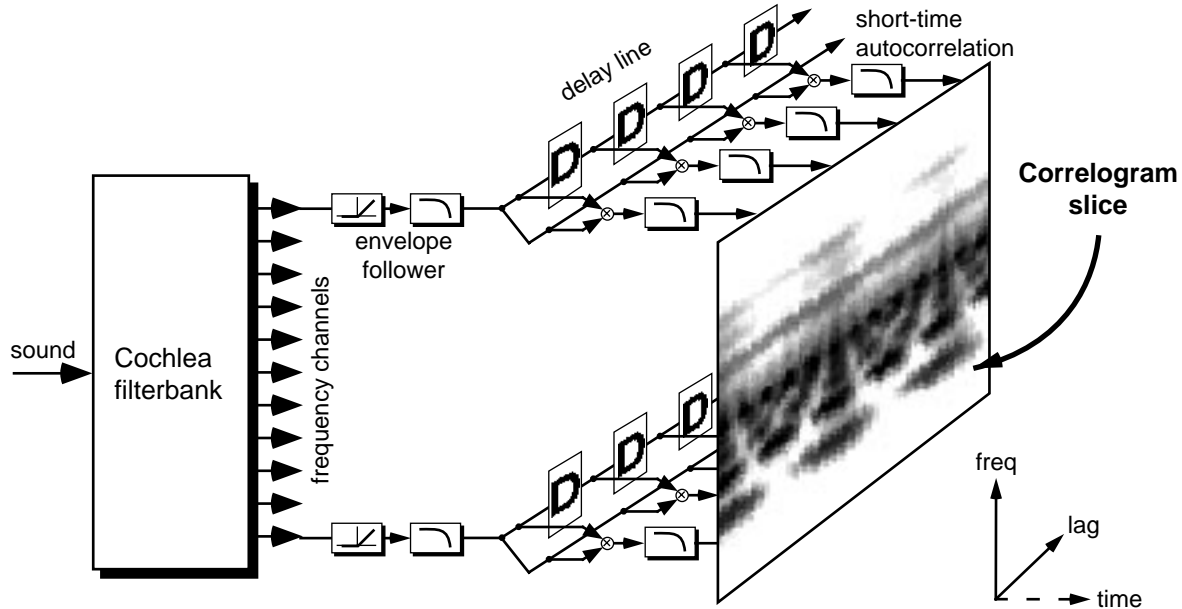 short-time
autocorrelation
delay line
D
D
D
D
Correlogram
slice
envelope
follower
frequency channels
sound
Cochlea
filterbank
D
D
D
freq
lag
time